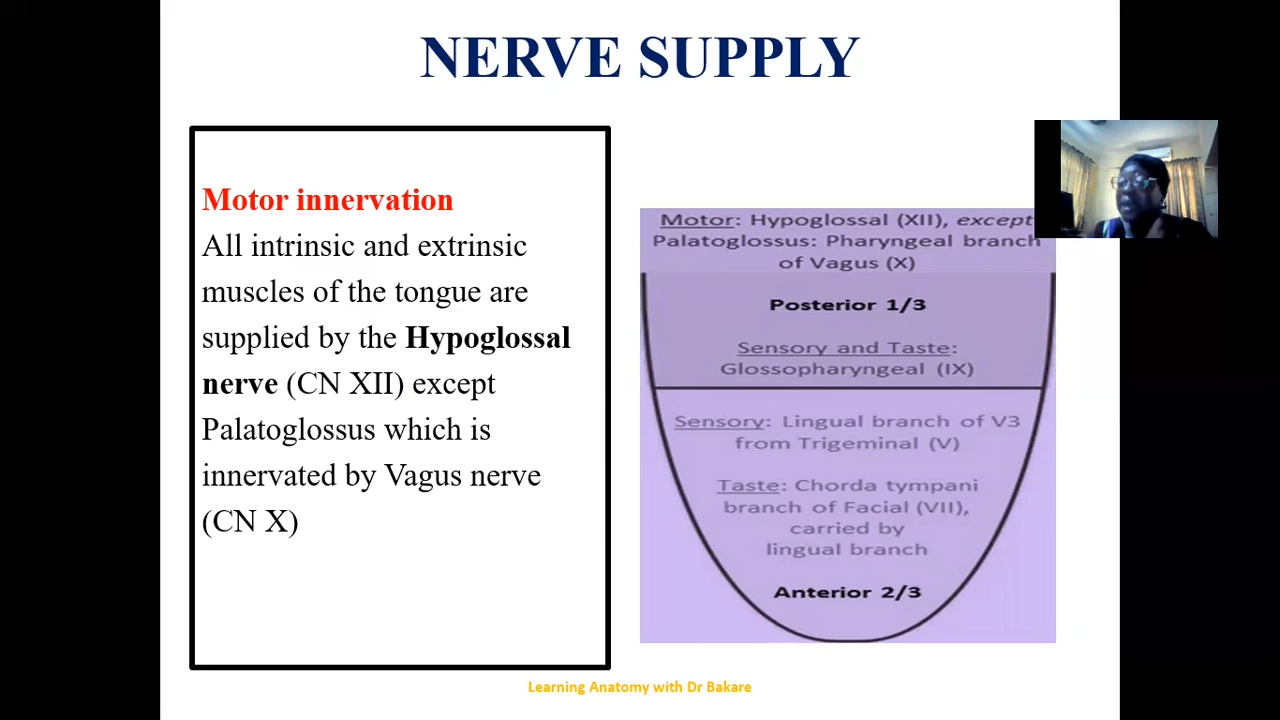 NERVE SUPPLY
Motor innervation
All intrinsic and extrinsic
muscles of the tongue are
supplied by the Hypoglossal
nerve (CN XII) except
Palatoglossus which is
innervated by Vagus nerve
(CN X)
Motor: Hypoglossal (XII), except
Palatoglossus: Pharyngeal branch
of Vagus (X)
Posterior 1/3
Sensory and Taste:
Glossopharyngeal (IX)
Sensory: Lingual branch of V3
from Trigeminal (V)
Taste: Chorda tympani
branch of Facial (VII),
carried by
lingual branch
Anterior 2/3
Learning Anatomy with Dr Bakare